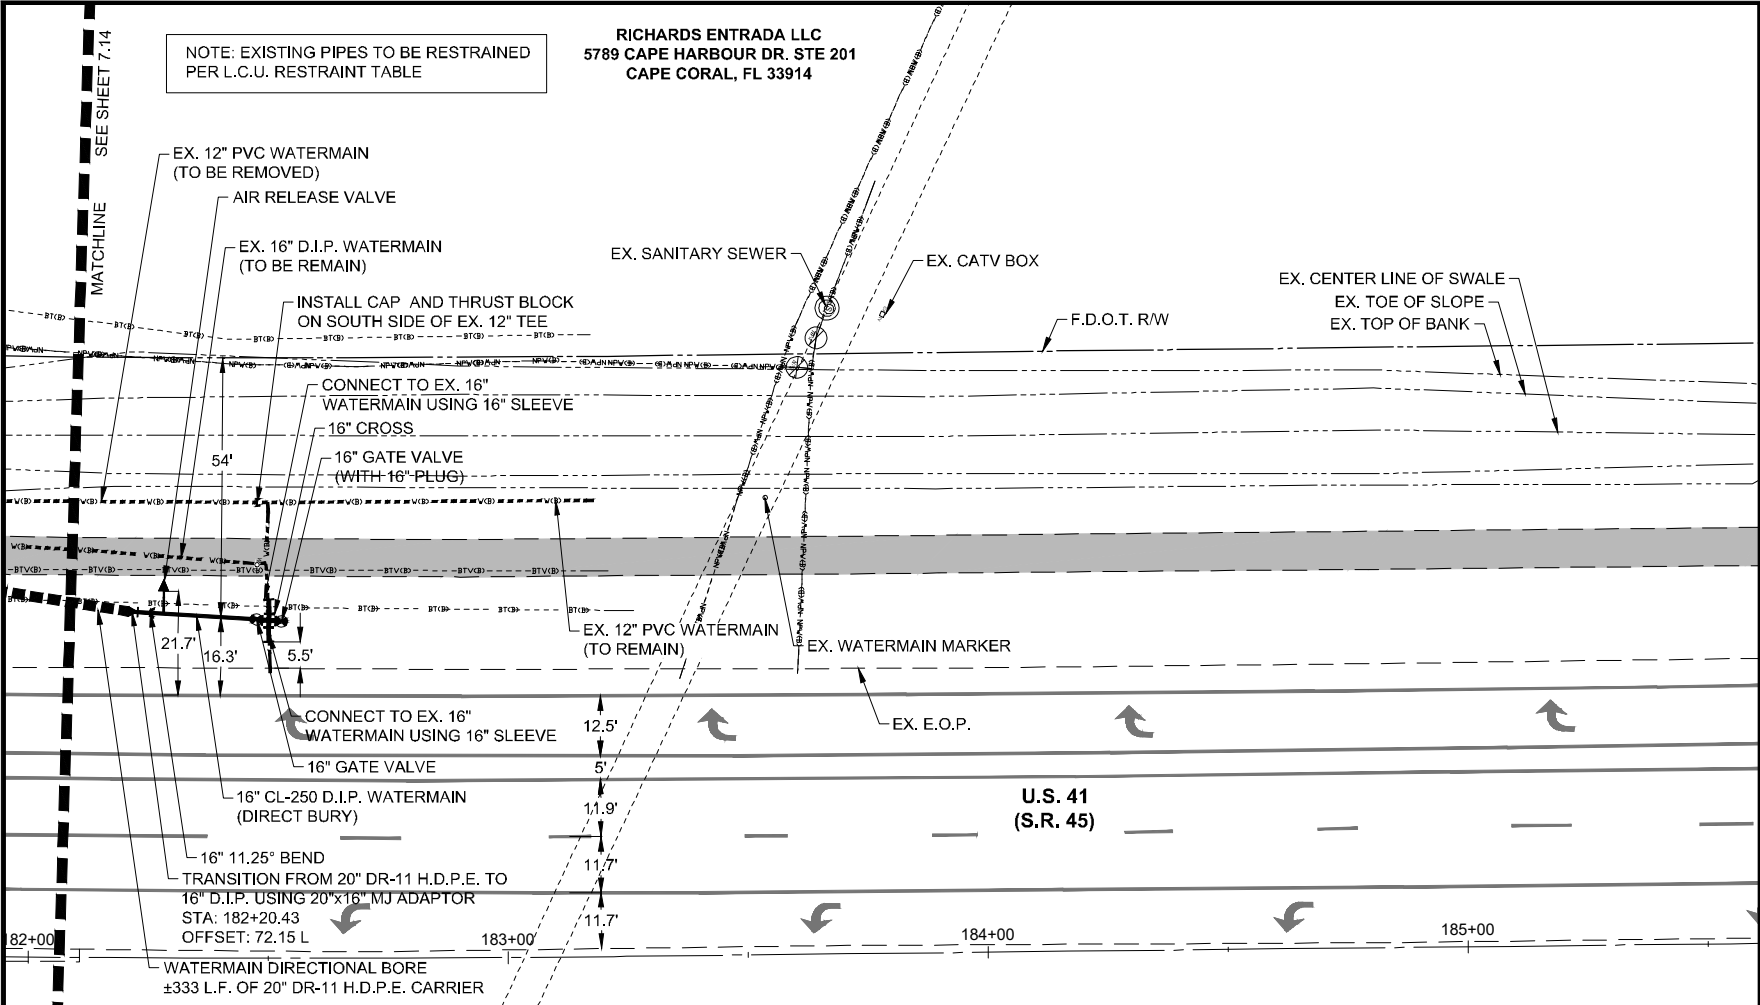 NOTE: EXISTING PIPES TO BE RESTRAINED
PER L.C.U. RESTRAINT TABLE
RICHARDS ENTRADA LLC
5789 CAPE HARBOUR DR. STE 201
CAPE CORAL, FL 33914
MATCHLINE SEE SHEET 7.14
EX. 12" PVC WATERMAIN
(TO BE REMOVED)
AIR RELEASE VALVE
EX. 16" D.I.P. WATERMAIN
(TO BE REMAIN)
INSTALL CAP AND THRUST BLOCK
ON SOUTH SIDE OF EX. 12" TEE
EX. SANITARY SEWER
EX. CATV BOX
EX. CENTER LINE OF SWALE
EX. TOE OF SLOPE
EX. TOP OF BANK
F.D.O.T. R/W
CONNECT TO EX. 16"
WATERMAIN USING 16" SLEEVE
16" CROSS
16" GATE VALVE
(WITH 16" PLUG)
54'
21.7'
16.3'
5.5'
EX. 12" PVC WATERMAIN
(TO REMAIN)
EX. WATERMAIN MARKER
EX. E.O.P.
CONNECT TO EX. 16"
WATERMAIN USING 16" SLEEVE
16" GATE VALVE
12.5'
5'
11.9'
11.7'
11.7'
16" CL-250 D.I.P. WATERMAIN
(DIRECT BURY)
U.S. 41
(S.R. 45)
16" 11.25° BEND
TRANSITION FROM 20" DR-11 H.D.P.E. TO
16" D.I.P. USING 20"x16" MJ ADAPTOR
STA: 182+20.43
OFFSET: 72.15 L
182+00
183+00
184+00
185+00
WATERMAIN DIRECTIONAL BORE
±333 L.F. OF 20" DR-11 H.D.P.E. CARRIER